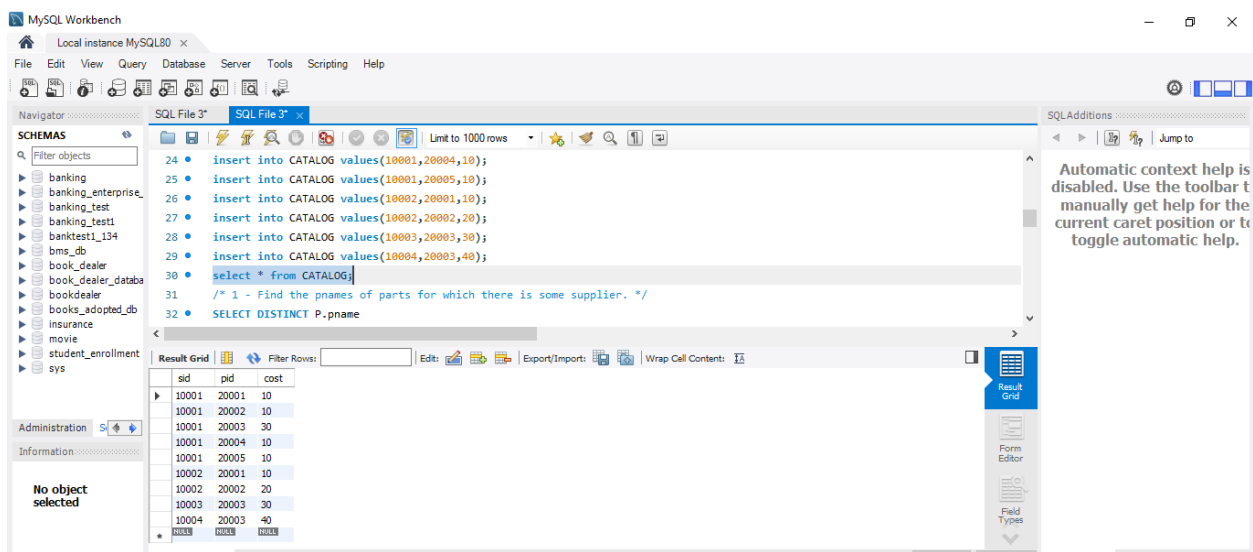 MySQL Workbench
Local instance MySQL80 ×
File Edit View Query Database Server Tools Scripting Help
Navigator
SCHEMAS
Filter objects
banking
banking_enterprise_
banking_test
banking_test1
banktest1_134
bms_db
book_dealer
book_dealer_databa
bookdealer
books_adopted_db
insurance
movie
student_enrollment
sys
Administration S
Information
No object
selected
SQL File 3* SQL File 3* ×
Limit to 1000 rows
24 insert into CATALOG values(10001,20004,10);
25 insert into CATALOG values(10001,20005,10);
26 insert into CATALOG values(10002,20001,10);
27 insert into CATALOG values(10002,20002,20);
28 insert into CATALOG values(10003,20003,30);
29 insert into CATALOG values(10004,20003,40);
30 select * from CATALOG;
31 /* 1 - Find the pnames of parts for which there is some supplier. */
32 SELECT DISTINCT P.pname
Result Grid Filter Rows: Edit: Export/Import: Wrap Cell Content:
sid pid cost
10001 20001 10
10001 20002 10
10001 20003 30
10001 20004 10
10001 20005 10
10002 20001 10
10002 20002 20
10003 20003 30
10004 20003 40
NULL NULL NULL
Result
Grid
Form
Editor
Field
Types
SQLAdditions
Jump to
Automatic context help is
disabled. Use the toolbar t
manually get help for the
current caret position or to
toggle automatic help.